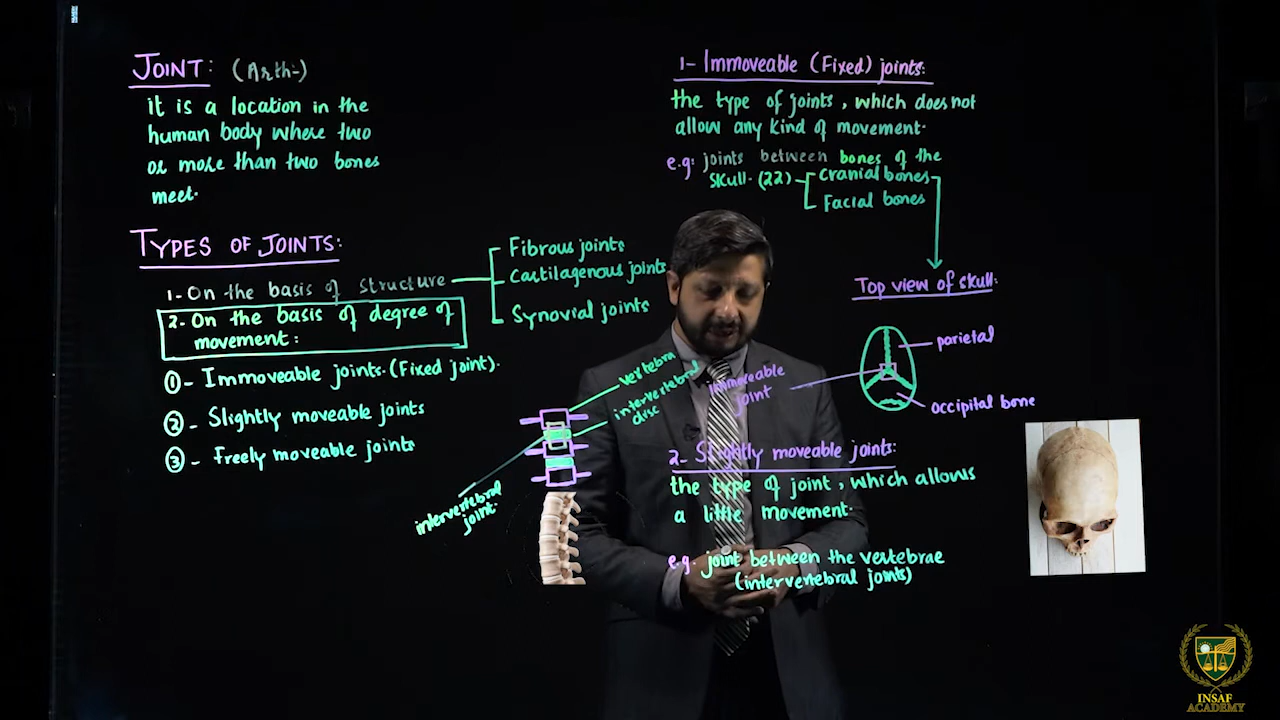 JOINT: (Arth-)
it is a location in the
human body where two
or more than two bones
meet.
TYPES OF JOINTS:
1- On the basis of structure
Fibrous joints
Cartilagenous joints
Synovial joints
2- On the basis of degree of
movement:
① - Immoveable joints. (Fixed joint).
② - Slightly moveable joints
③ - freely moveable joints
vertebra
intervertebral
disc
intervertebral
joint.
1- Immoveable (Fixed) joints:
the type of joints, which does not
allow any kind of movement.
e.g: joints between bones of the
skull. (22)
Cranial bones
Facial bones
Top view of skull:
parietal
immoveable
joint
occipital bone
2- Slightly moveable joints:
the type of joint, which allows
a little movement.
e.g. joint between the vertebrae
(intervertebral joints)
INSAF
ACADEMY